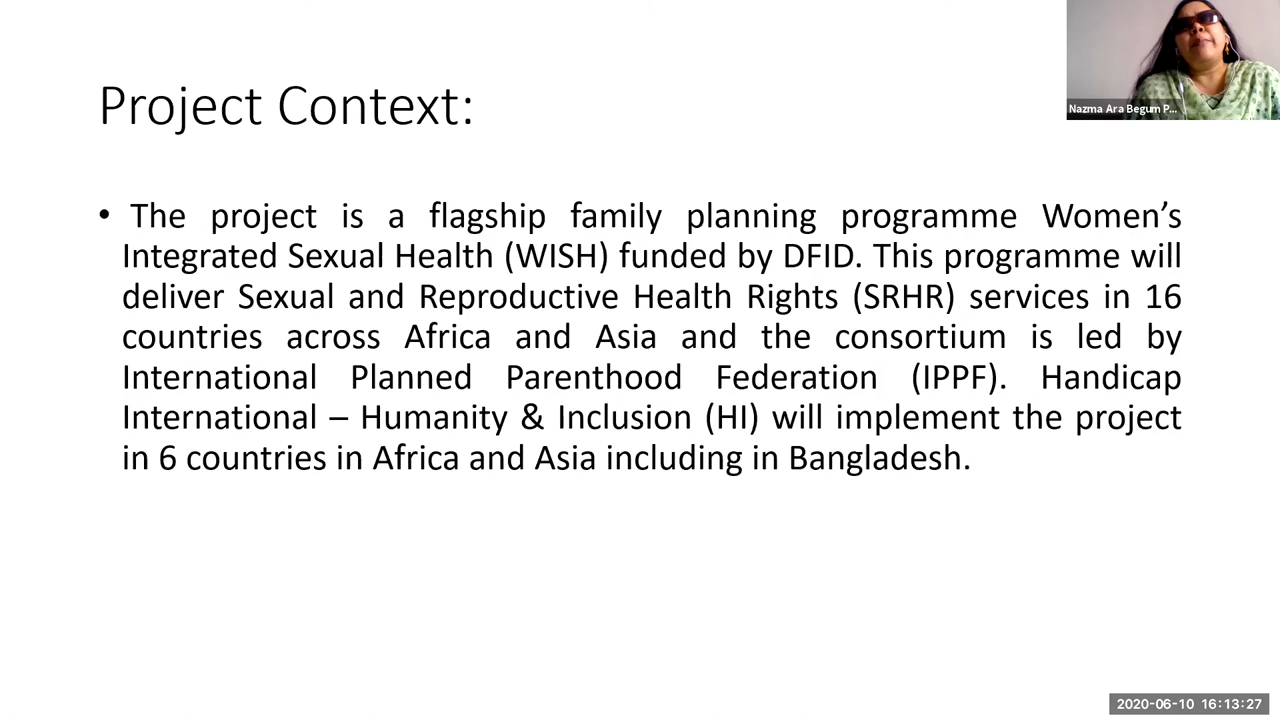 Project Context:
• The project is a flagship family planning programme Women’s
Integrated Sexual Health (WISH) funded by DFID. This programme will
deliver Sexual and Reproductive Health Rights (SRHR) services in 16
countries across Africa and Asia and the consortium is led by
International Planned Parenthood Federation (IPPF). Handicap
International – Humanity & Inclusion (HI) will implement the project
in 6 countries in Africa and Asia including in Bangladesh.
Nazma Ara Begum P...
2020-06-10 16:13:27